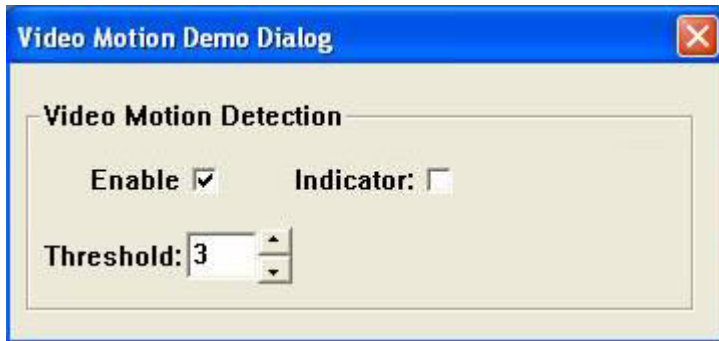 Video Motion Demo Dialog
Video Motion Detection
Enable Indicator:
Threshold: 3